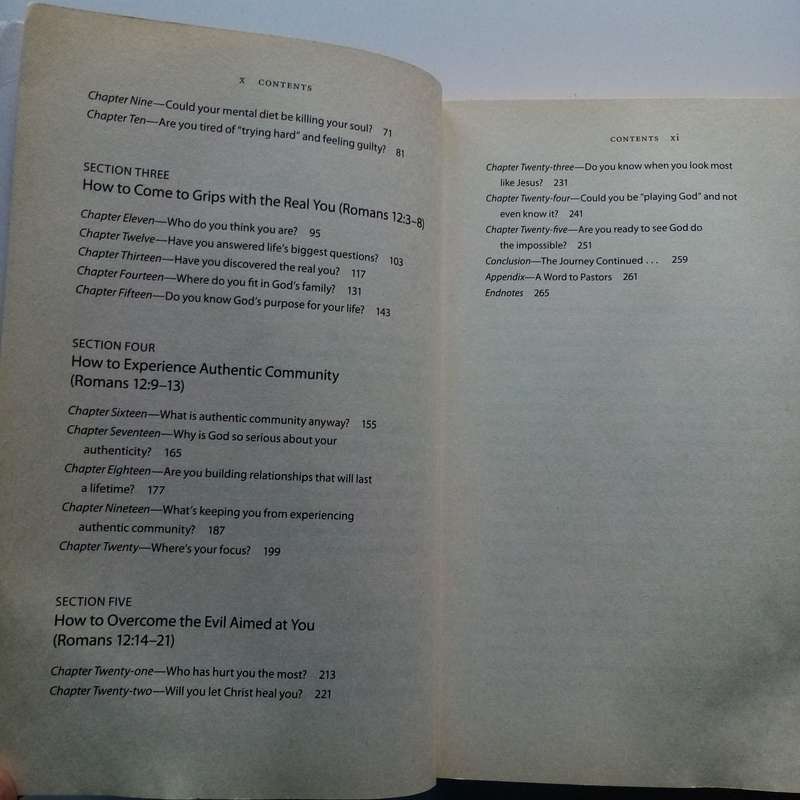 x CONTENTS
Chapter Nine—Could your mental diet be killing your soul? 71
Chapter Ten—Are you tired of "trying hard" and feeling guilty? 81
SECTION THREE
How to Come to Grips with the Real You (Romans 12:3–8)
Chapter Eleven—Who do you think you are? 95
Chapter Twelve—Have you answered life's biggest questions? 103
Chapter Thirteen—Have you discovered the real you? 117
Chapter Fourteen—Where do you fit in God's family? 131
Chapter Fifteen—Do you know God's purpose for your life? 143
SECTION FOUR
How to Experience Authentic Community
(Romans 12:9–13)
Chapter Sixteen—What is authentic community anyway? 155
Chapter Seventeen—Why is God so serious about your
authenticity? 165
Chapter Eighteen—Are you building relationships that will last
a lifetime? 177
Chapter Nineteen—What's keeping you from experiencing
authentic community? 187
Chapter Twenty—Where's your focus? 199
SECTION FIVE
How to Overcome the Evil Aimed at You
(Romans 12:14–21)
Chapter Twenty-one—Who has hurt you the most? 213
Chapter Twenty-two—Will you let Christ heal you? 221
CONTENTS xi
Chapter Twenty-three—Do you know when you look most
like Jesus? 231
Chapter Twenty-four—Could you be "playing God" and not
even know it? 241
Chapter Twenty-five—Are you ready to see God do
the impossible? 251
Conclusion—The Journey Continued . . . 259
Appendix—A Word to Pastors 261
Endnotes 265